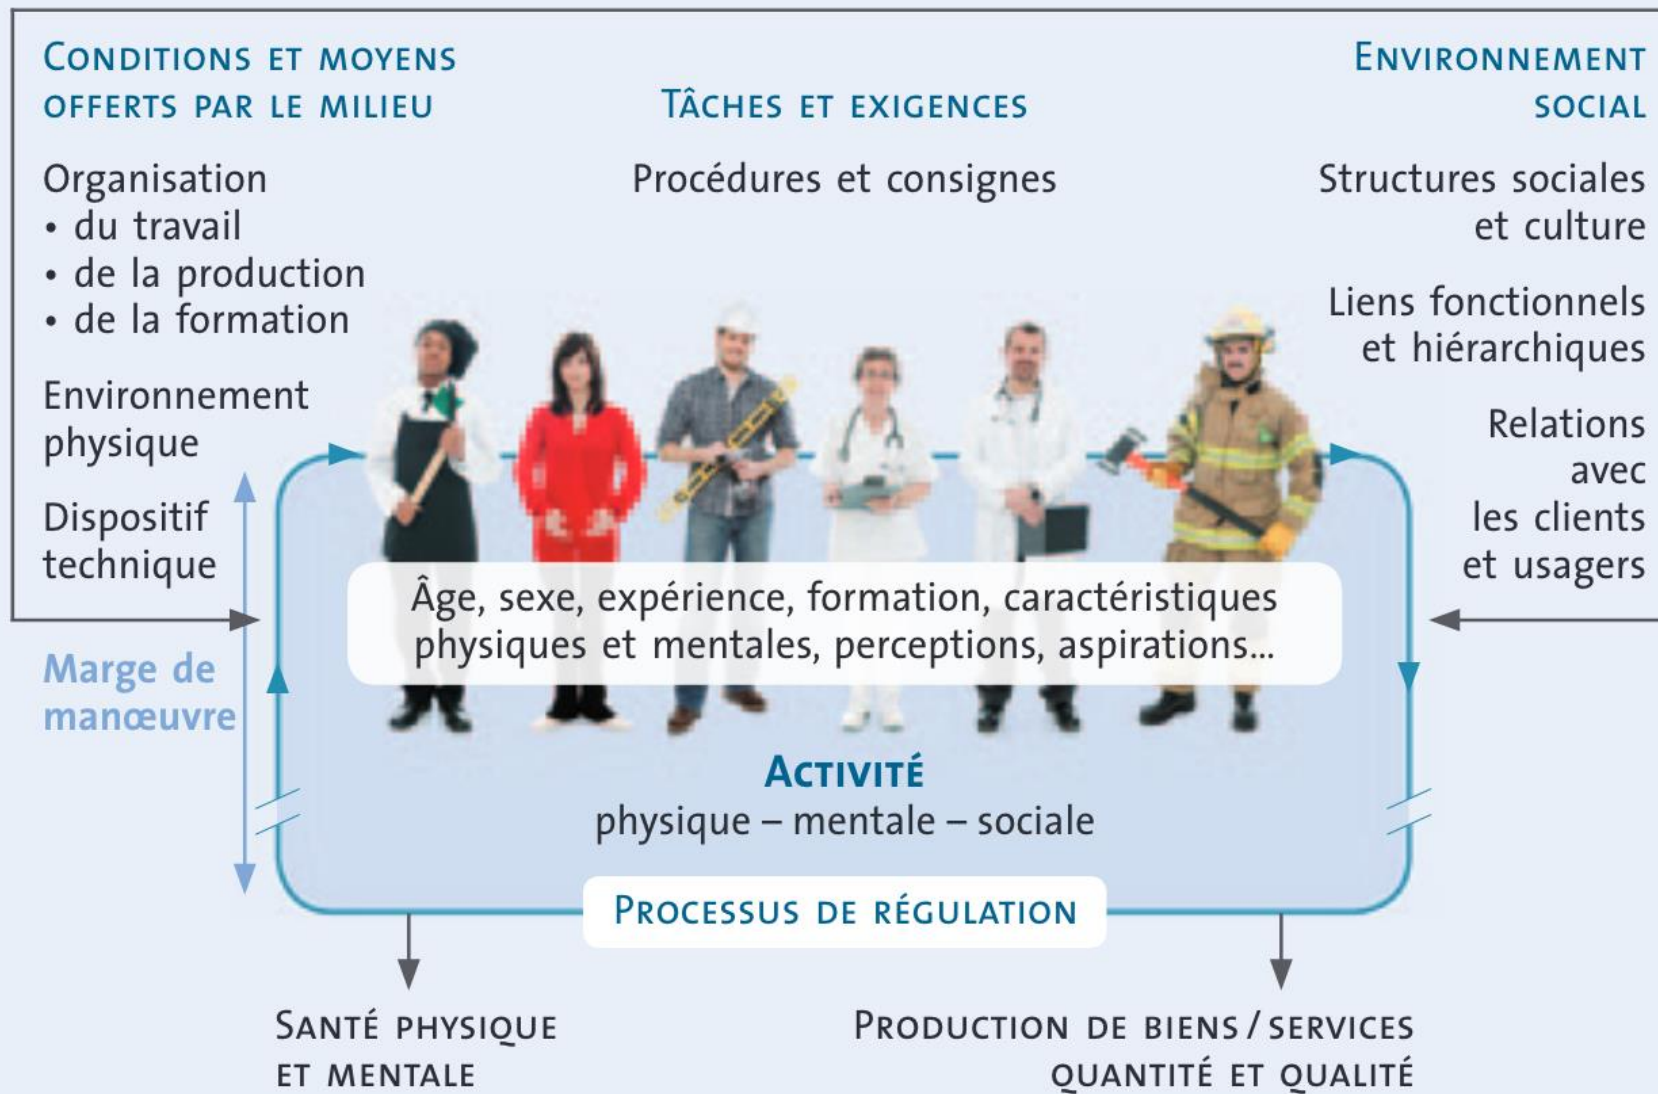 CONDITIONS ET MOYENS
OFFERTS PAR LE MILIEU
Organisation
• du travail
• de la production
• de la formation
Environnement
physique
Dispositif
technique
TÂCHES ET EXIGENCES
Procédures et consignes
ENVIRONNEMENT
SOCIAL
Structures sociales
et culture
Liens fonctionnels
et hiérarchiques
Relations
avec
les clients
et usagers
Marge de
manœuvre
Âge, sexe, expérience, formation, caractéristiques
physiques et mentales, perceptions, aspirations...
ACTIVITÉ
physique – mentale – sociale
PROCESSUS DE RÉGULATION
SANTÉ PHYSIQUE
ET MENTALE
PRODUCTION DE BIENS / SERVICES
QUANTITÉ ET QUALITÉ